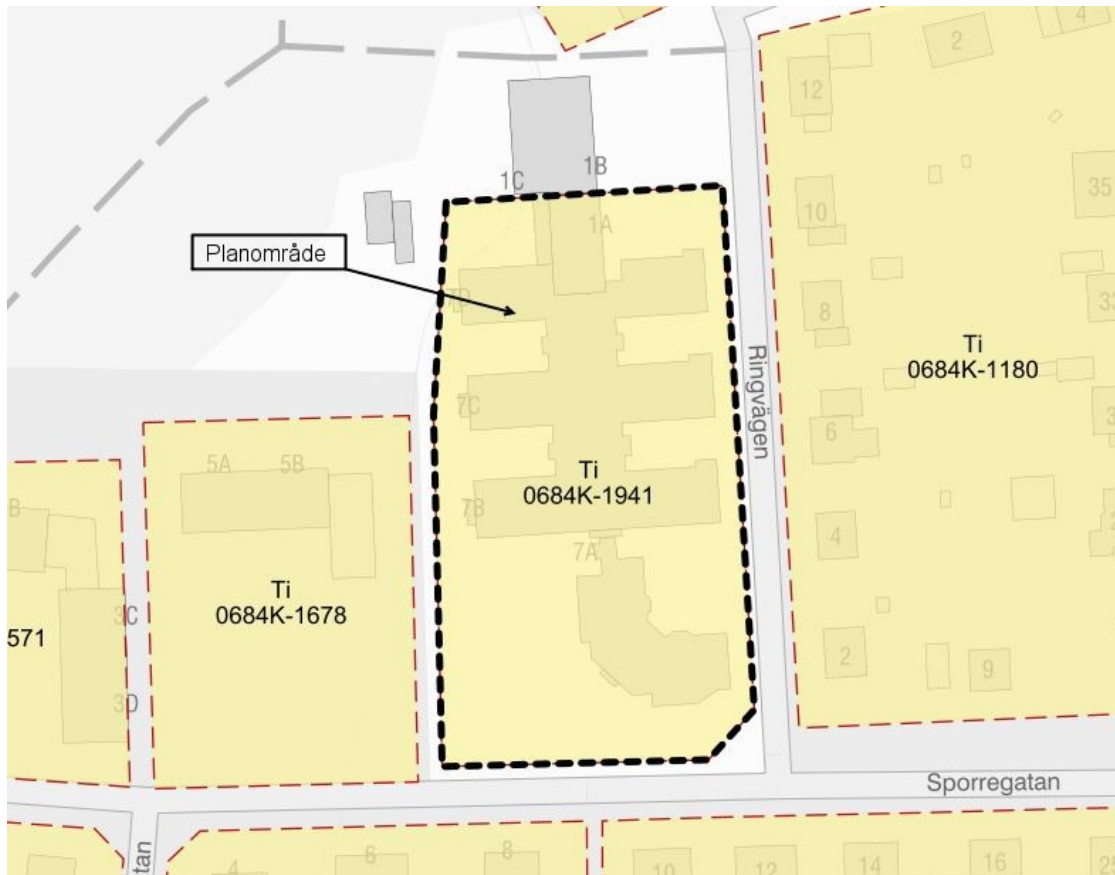 2
4
12
1B
1C
35
1A
10
Planområde
7D
8
Ti
0684K-1180
Ringvägen
7C
6
5A
5B
Ti
0684K-1941
7B
4
7A
Ti
0684K-1678
3C
571
2
9
3D
Sporregatan
tan
4
6
8
10
12
14
16